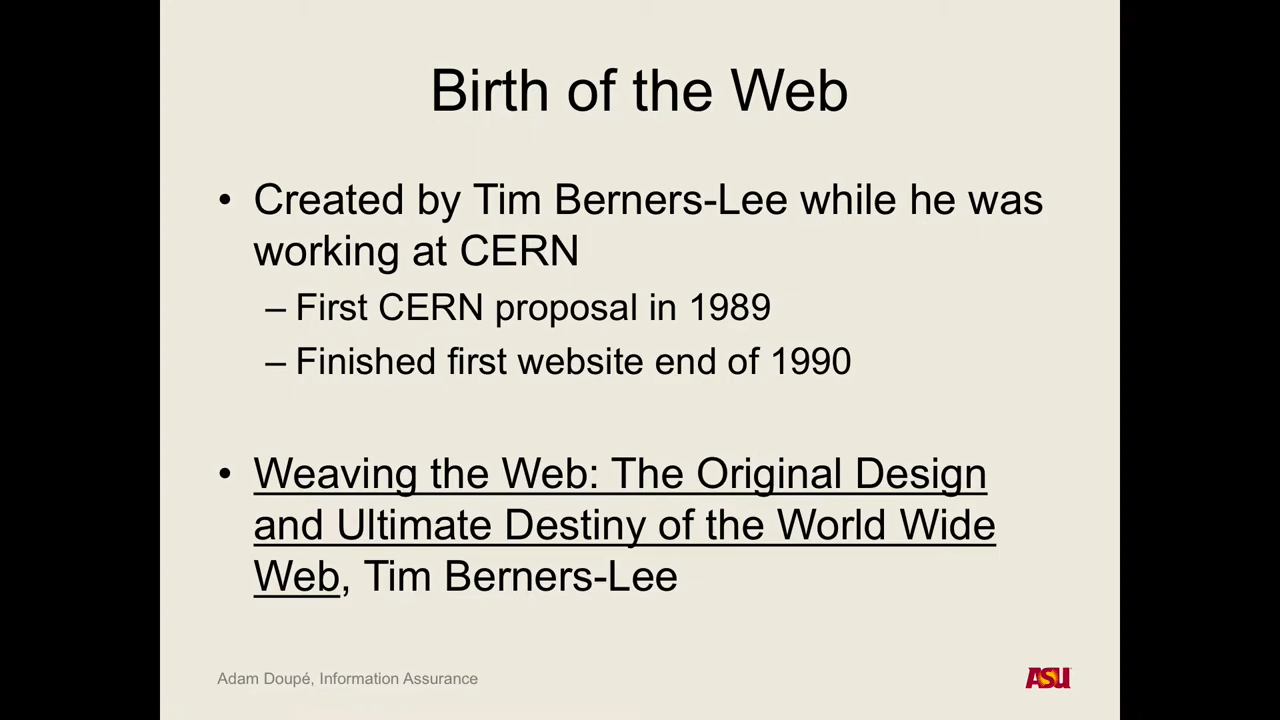 Birth of the Web
• Created by Tim Berners-Lee while he was
working at CERN
– First CERN proposal in 1989
– Finished first website end of 1990
• Weaving the Web: The Original Design
and Ultimate Destiny of the World Wide
Web, Tim Berners-Lee
Adam Doupé, Information Assurance
ASU